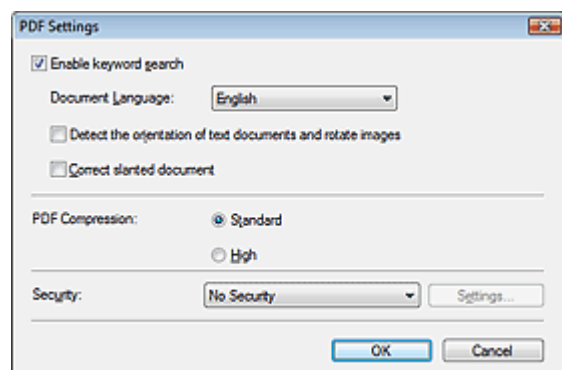 PDF Settings
Enable keyword search
Document Language: English
Detect the orientation of text documents and rotate images
Correct slanted document
PDF Compression: Standard
High
Security: No Security Settings...
OK Cancel